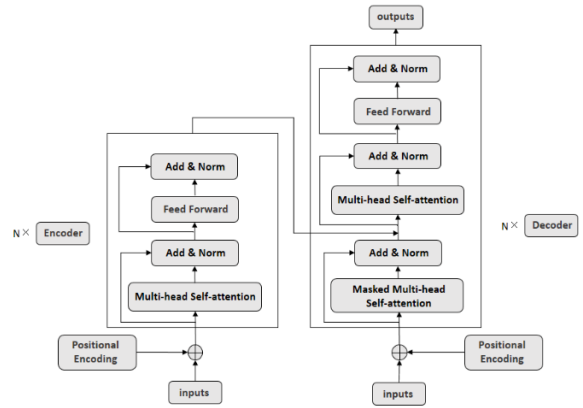 outputs
Add & Norm
Feed Forward
Add & Norm
Multi-head Self-attention
Add & Norm
Masked Multi-head
Self-attention
N× Decoder
Positional
Encoding
inputs
Add & Norm
Feed Forward
N× Encoder
Add & Norm
Multi-head Self-attention
Positional
Encoding
inputs